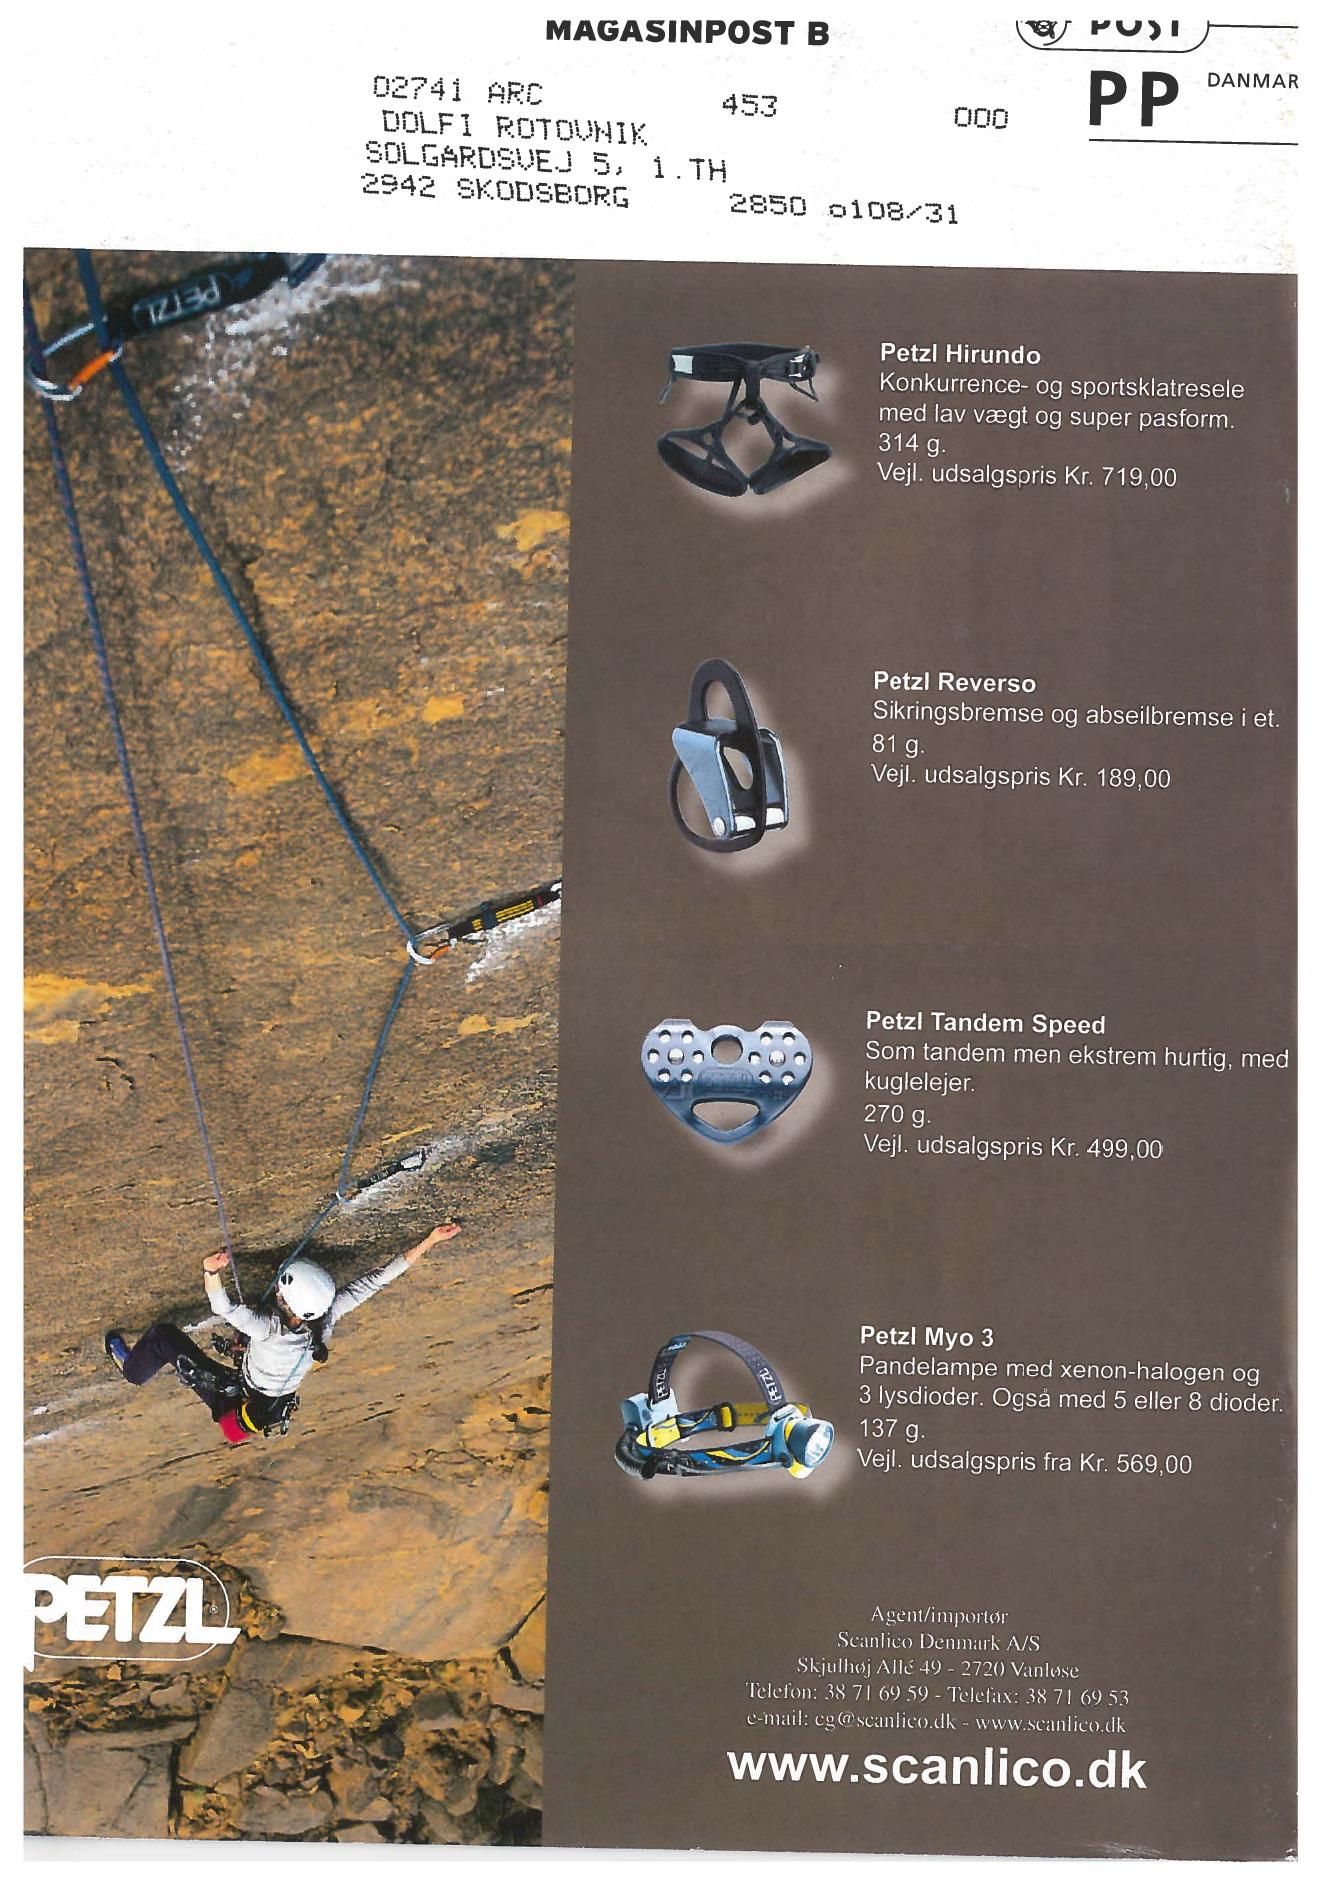 MAGASINPOST B
POST
PP DANMAR
02741 ARC 453 000
DOLFI ROTOVNIK
SOLGARDSVEJ 5, 1.TH
2942 SKODSBORG 2850 o108/31
PETZL
Petzl Hirundo
Konkurrence- og sportsklatresele
med lav vægt og super pasform.
314 g.
Vejl. udsalgspris Kr. 719,00
Petzl Reverso
Sikringsbremse og abseilbremse i et.
81 g.
Vejl. udsalgspris Kr. 189,00
Petzl Tandem Speed
Som tandem men ekstrem hurtig, med
kuglelejer.
270 g.
Vejl. udsalgspris Kr. 499,00
Petzl Myo 3
Pandelampe med xenon-halogen og
3 lysdioder. Også med 5 eller 8 dioder.
137 g.
Vejl. udsalgspris fra Kr. 569,00
PETZL PETZL
PETZL®
Agent/importør
Scanlico Denmark A/S
Skjulhøj Allé 49 - 2720 Vanløse
Telefon: 38 71 69 59 - Telefax: 38 71 69 53
e-mail: cg@scanlico.dk - www.scanlico.dk
www.scanlico.dk